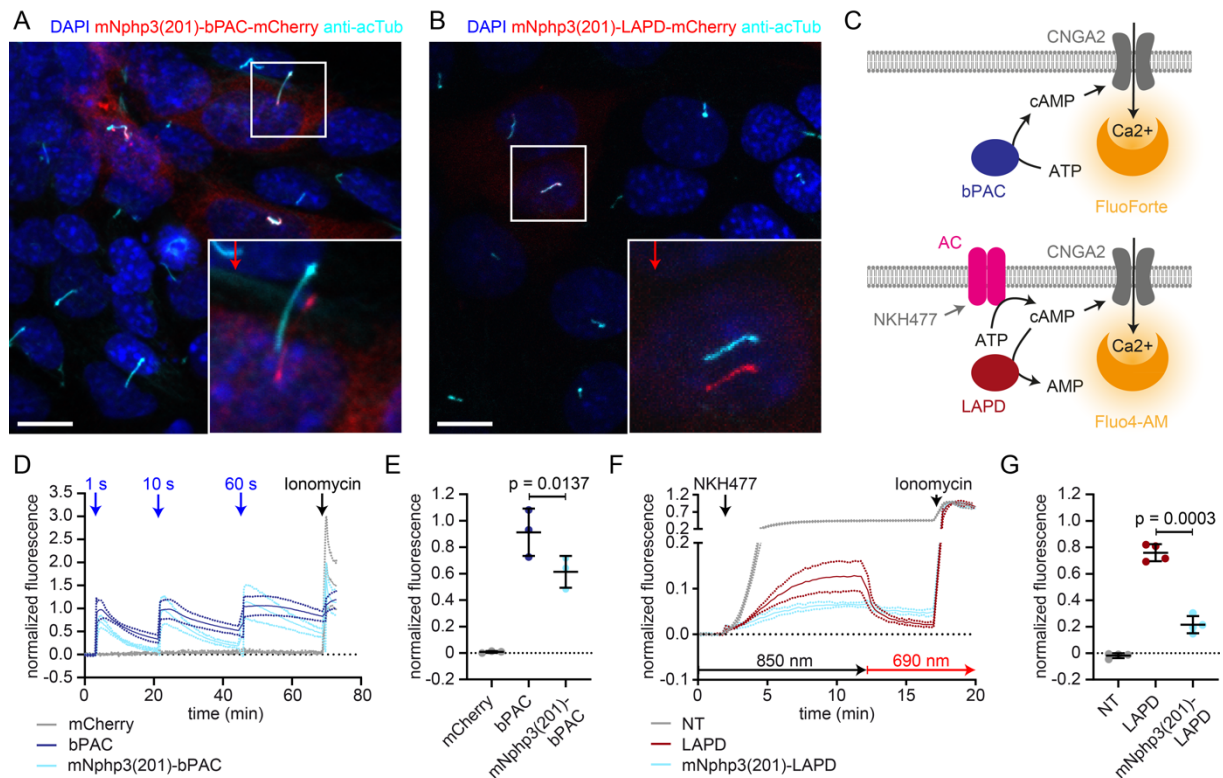 A
DAPI mNphp3(201)-bPAC-mCherry anti-acTub
B
DAPI mNphp3(201)-LAPD-mCherry anti-acTub
C
CNGA2
cAMP
Ca2+
ATP
bPAC
FluoForte
AC
CNGA2
NKH477
cAMP
ATP
Ca2+
AMP
LAPD
Fluo4-AM
D
1 s
10 s
60 s
Ionomycin
normalized fluorescence
3.5
3.0
2.5
2.0
1.5
1.0
0.5
0.0
-0.5
0
20
40
60
80
time (min)
mCherry
bPAC
mNphp3(201)-bPAC
E
p = 0.0137
normalized fluorescence
1.2
1.0
0.8
0.6
0.4
0.2
0
-0.2
mCherry
bPAC
mNphp3(201)-
bPAC
F
NKH477
Ionomycin
normalized fluorescence
1.2
0.7
0.2
0.2
0.1
0.0
-0.1
850 nm
690 nm
0
5
10
15
20
time (min)
NT
LAPD
mNphp3(201)-LAPD
G
p = 0.0003
normalized fluorescence
1.2
1.0
0.8
0.6
0.4
0.2
0
-0.2
NT
LAPD
mNphp3(201)-
LAPD